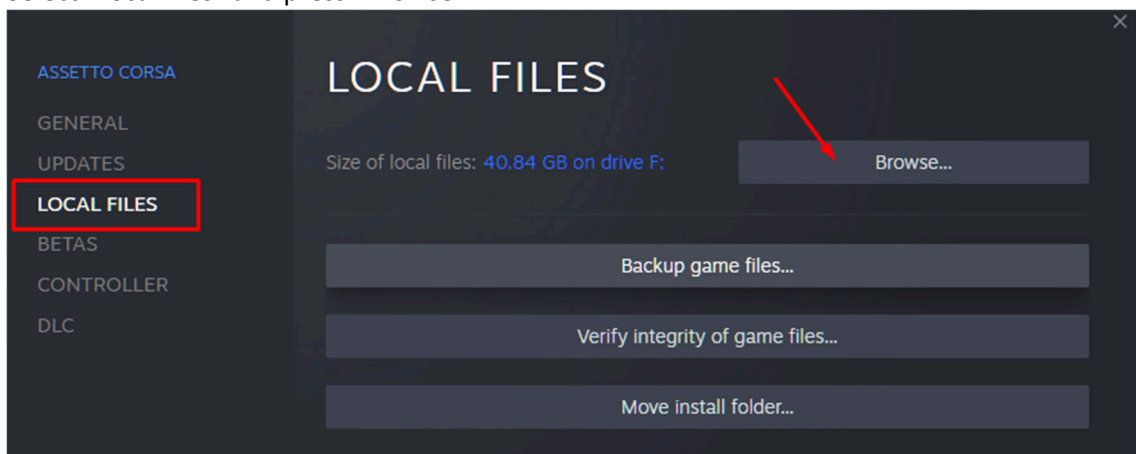 ASSETTO CORSA
LOCAL FILES
GENERAL
Size of local files: 40.84 GB on drive F:
Browse...
UPDATES
LOCAL FILES
BETAS
Backup game files...
CONTROLLER
DLC
Verify integrity of game files...
Move install folder...